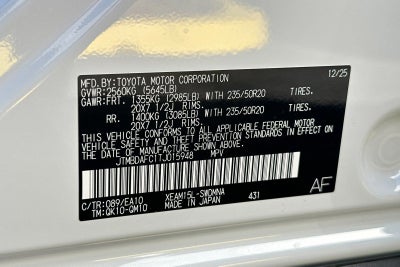 MFD.BY:TOYOTA MOTOR CORPORATION 12/25
GVWR:2560KG (5645LB)
GAWR:FRT. 1355KG (2985LB) WITH 235/50R20 TIRES,
20X7 1/2J RIMS.
RR. 1400KG (3085LB) WITH 235/50R20 TIRES,
20X7 1/2J RIMS.
THIS VEHICLE CONFORMS TO ALL APPLICABLE FEDERAL
MOTOR VEHICLE SAFETY STANDARDS IN EFFECT ON THE
DATE OF MANUFACTURE SHOWN ABOVE.
JTMBDAFC1TJ015948 MPV
C/TR:089/EA10 XEAM15L-SWDMNA
TM:QK10-QM10 MADE IN JAPAN 431
AF